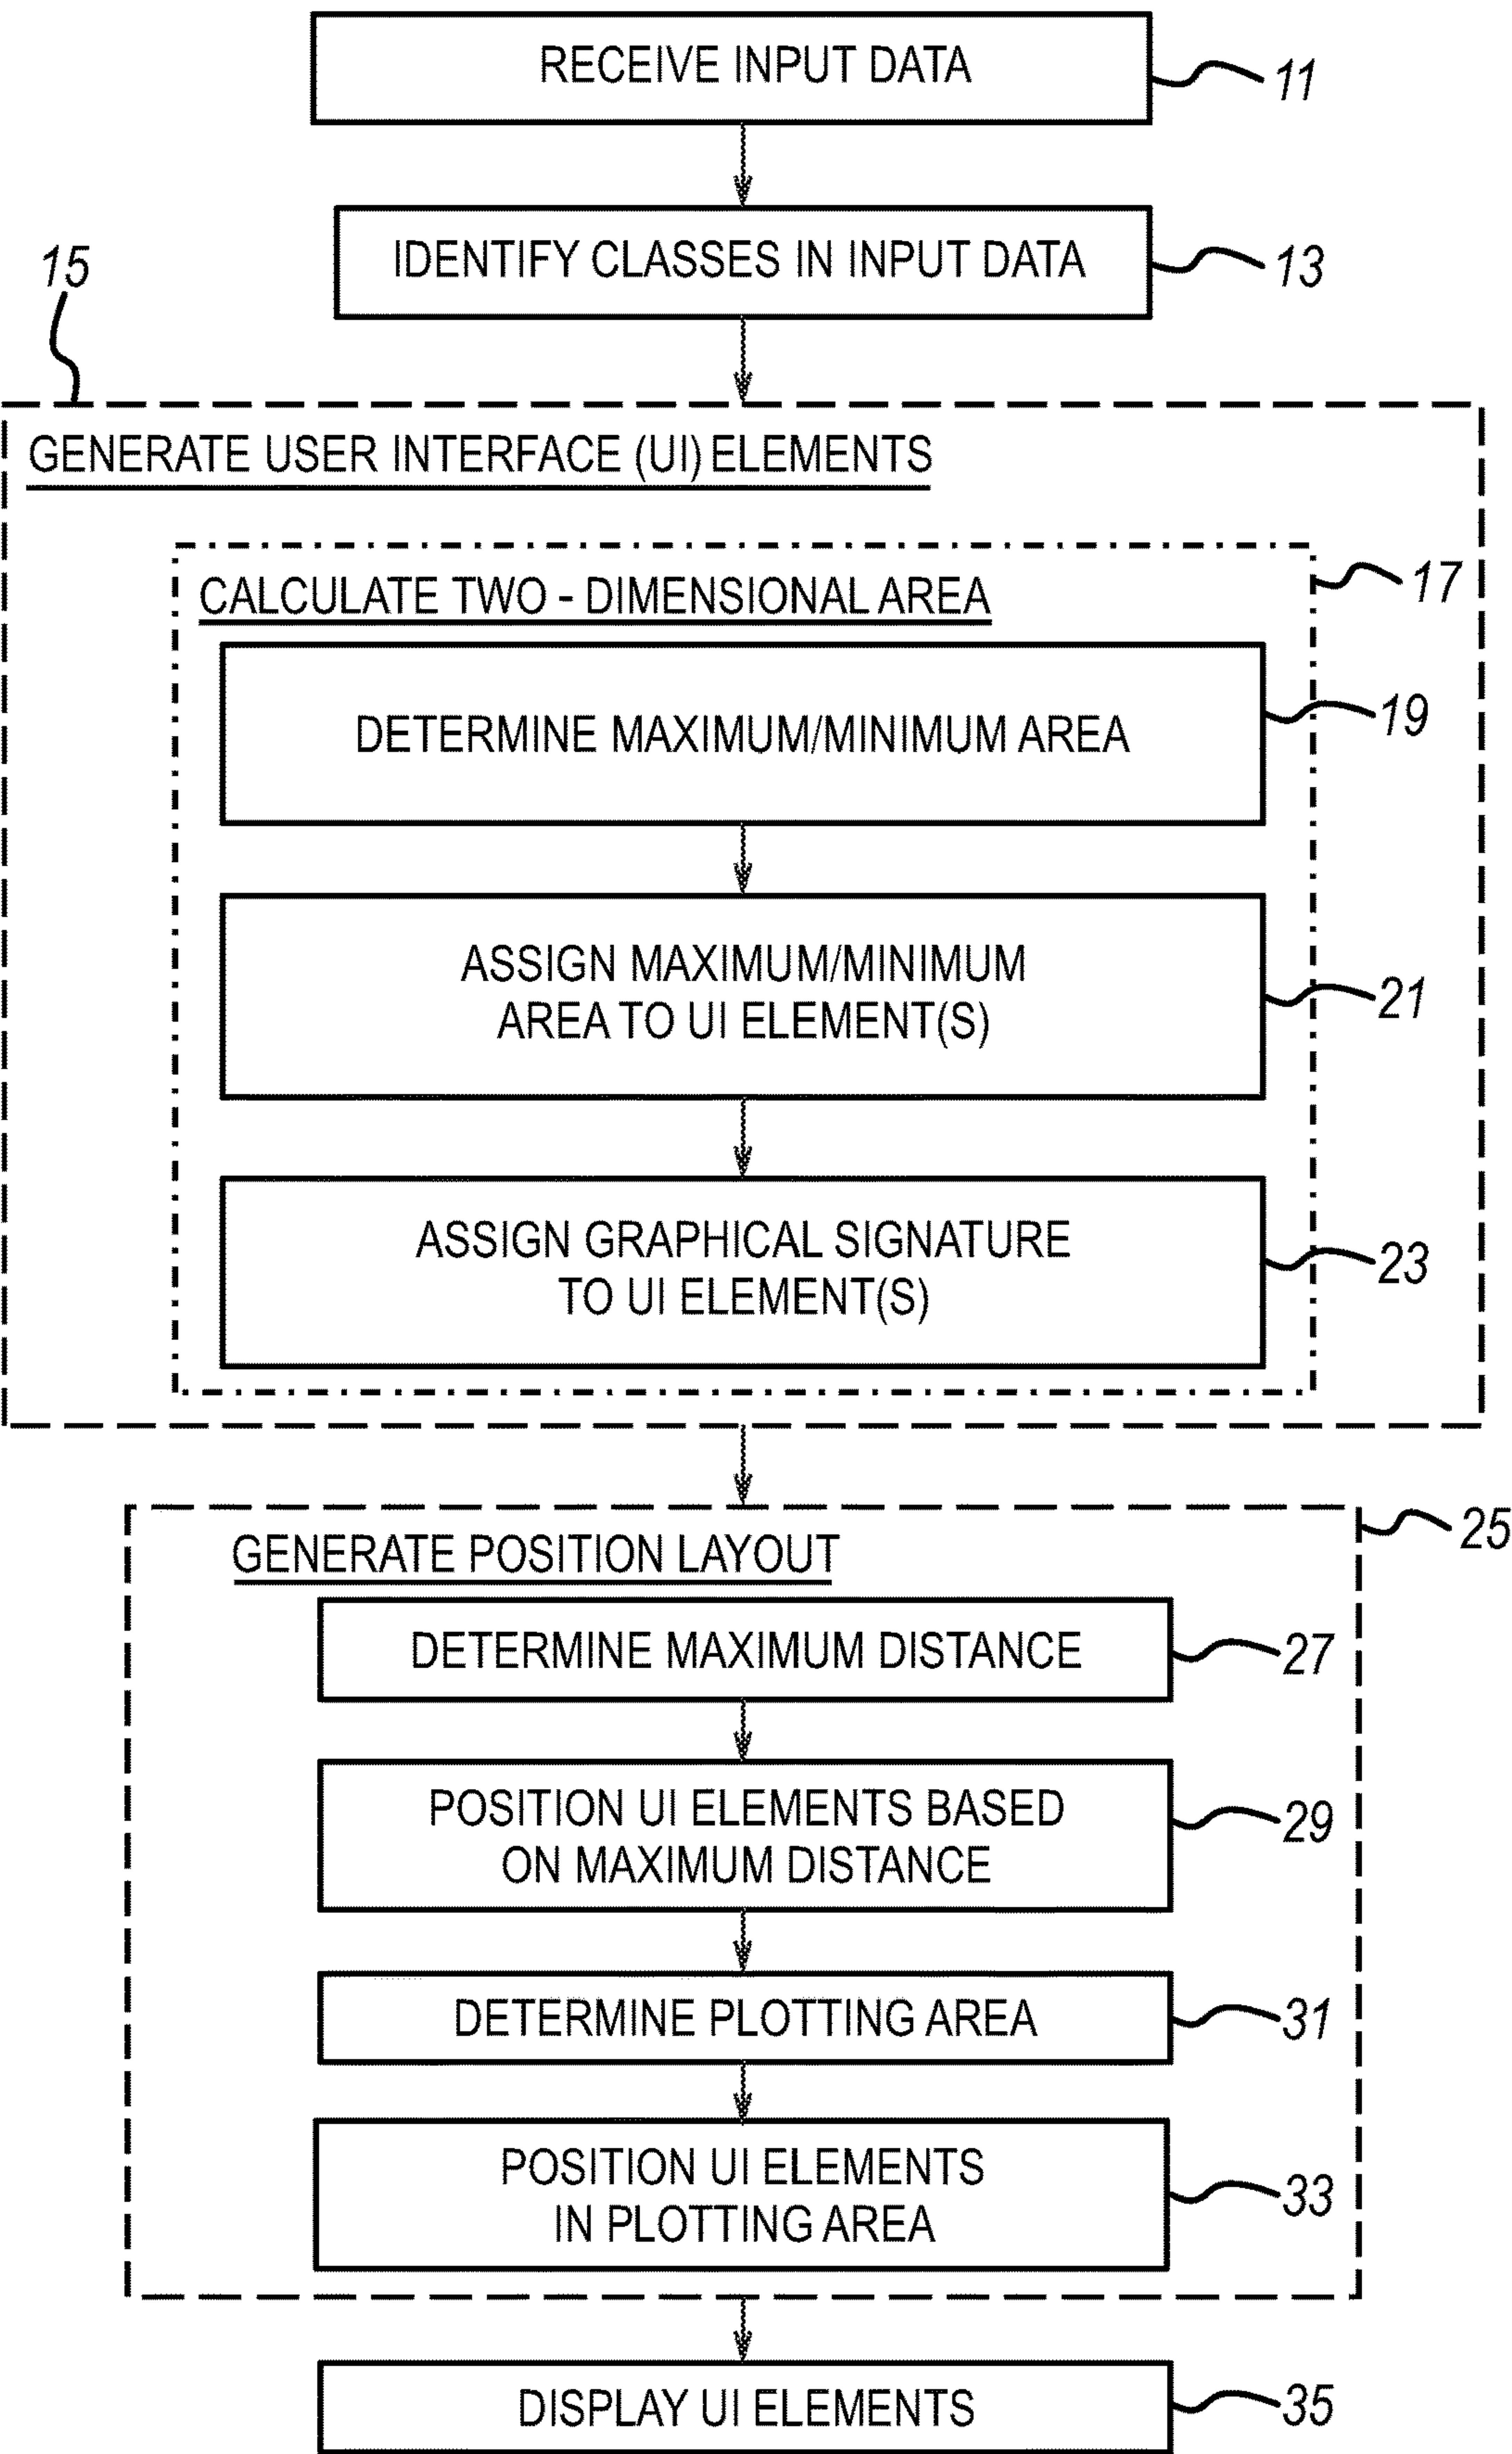 RECEIVE INPUT DATA
11
IDENTIFY CLASSES IN INPUT DATA
13
15
GENERATE USER INTERFACE (UI) ELEMENTS
CALCULATE TWO - DIMENSIONAL AREA
17
DETERMINE MAXIMUM/MINIMUM AREA
19
ASSIGN MAXIMUM/MINIMUM
AREA TO UI ELEMENT(S)
21
ASSIGN GRAPHICAL SIGNATURE
TO UI ELEMENT(S)
23
GENERATE POSITION LAYOUT
25
DETERMINE MAXIMUM DISTANCE
27
POSITION UI ELEMENTS BASED
ON MAXIMUM DISTANCE
29
DETERMINE PLOTTING AREA
31
POSITION UI ELEMENTS
IN PLOTTING AREA
33
DISPLAY UI ELEMENTS
35